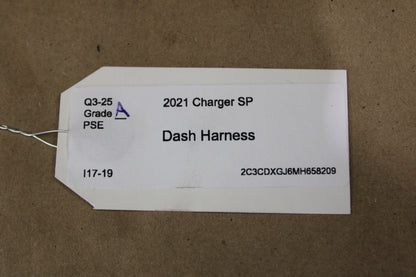 Q3-25
Grade A
PSE
2021 Charger SP
Dash Harness
I17-19
2C3CDXGJ6MH658209